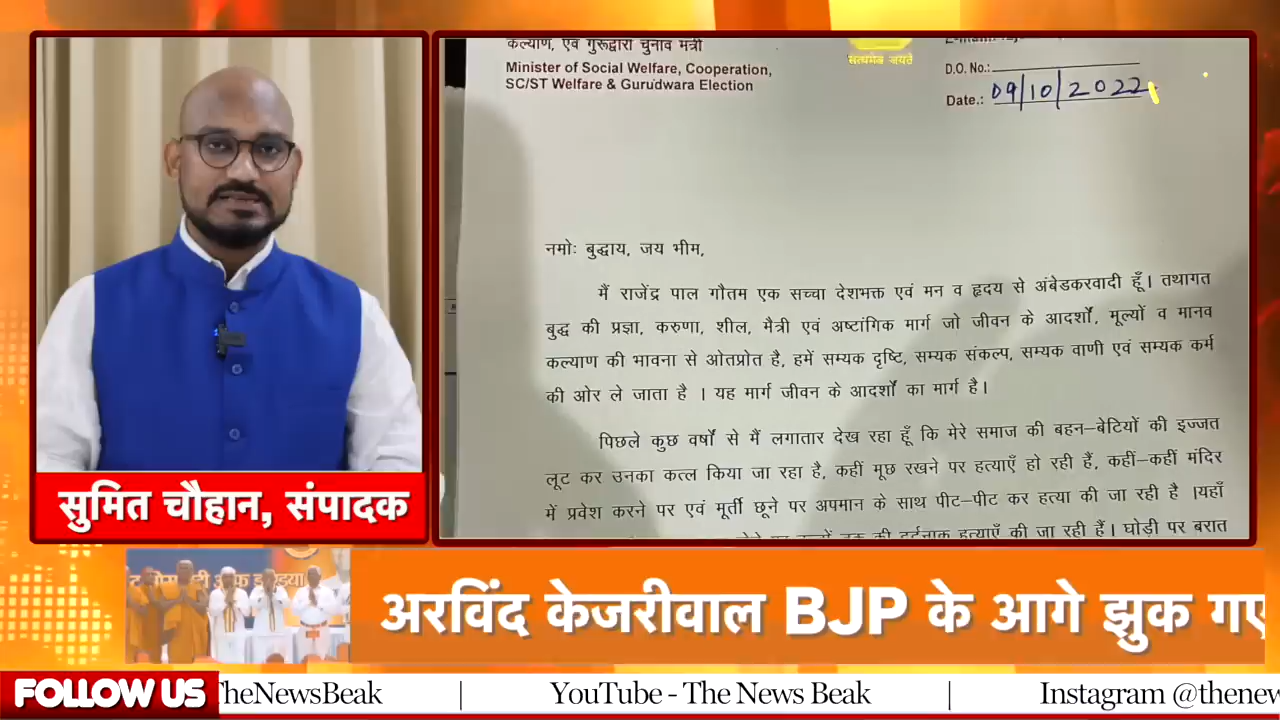 कल्याण, एवं गुरूद्वारा चुनाव मंत्री
Minister of Social Welfare, Cooperation,
SC/ST Welfare & Gurudwara Election
सत्यमेव जयते
D.O. No.:
Date.: 09/10/2022
नमोः बुद्धाय, जय भीम,
मैं राजेंद्र पाल गौतम एक सच्चा देशभक्त एवं मन व हृदय से अंबेडकरवादी हूँ। तथागत
बुद्ध की प्रज्ञा, करुणा, शील, मैत्री एवं अष्टांगिक मार्ग जो जीवन के आदर्शों, मूल्यों व मानव
कल्याण की भावना से ओतप्रोत है, हमें सम्यक दृष्टि, सम्यक संकल्प, सम्यक वाणी एवं सम्यक कर्म
की ओर ले जाता है । यह मार्ग जीवन के आदर्शों का मार्ग है।
पिछले कुछ वर्षों से मैं लगातार देख रहा हूँ कि मेरे समाज की बहन–बेटियों की इज्जत
लूट कर उनका कत्ल किया जा रहा है, कहीं मूछ रखने पर हत्याएँ हो रही हैं, कहीं–कहीं मंदिर
में प्रवेश करने पर एवं मूर्ती छूने पर अपमान के साथ पीट–पीट कर हत्या की जा रही है ।यहाँ
की दर्दनाक हत्याएँ की जा रही हैं। घोड़ी पर बरात
सुमित चौहान, संपादक
अरविंद केजरीवाल BJP के आगे झुक गए
FOLLOW US
TheNewsBeak | YouTube - The News Beak | Instagram @thenew